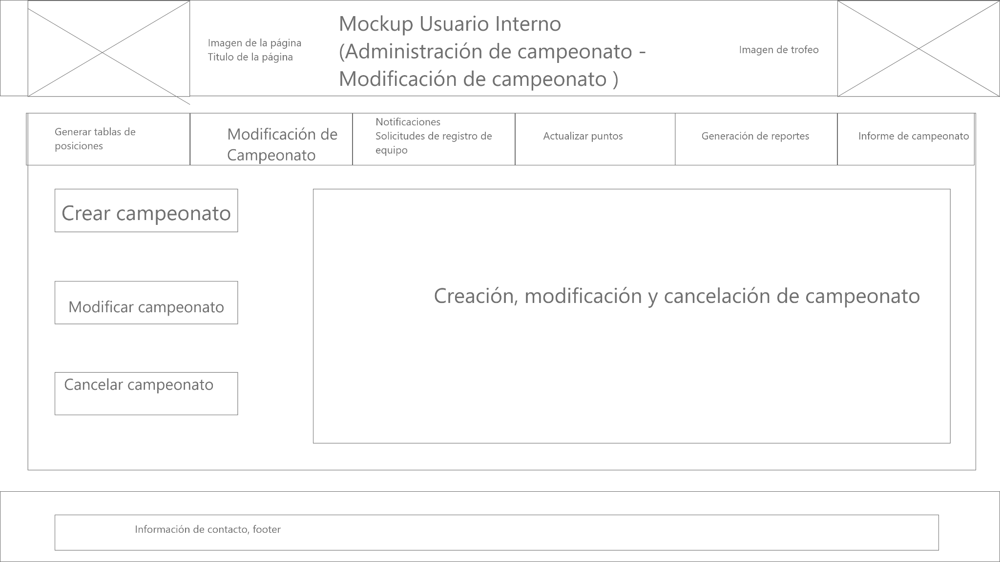 Imagen de la página
Titulo de la página
Mockup Usuario Interno
(Administración de campeonato -
Modificación de campeonato )
Imagen de trofeo
Generar tablas de
posiciones
Modificación de
Campeonato
Notificaciones
Solicitudes de registro de
equipo
Actualizar puntos
Generación de reportes
Informe de campeonato
Crear campeonato
Modificar campeonato
Cancelar campeonato
Creación, modificación y cancelación de campeonato
Información de contacto, footer